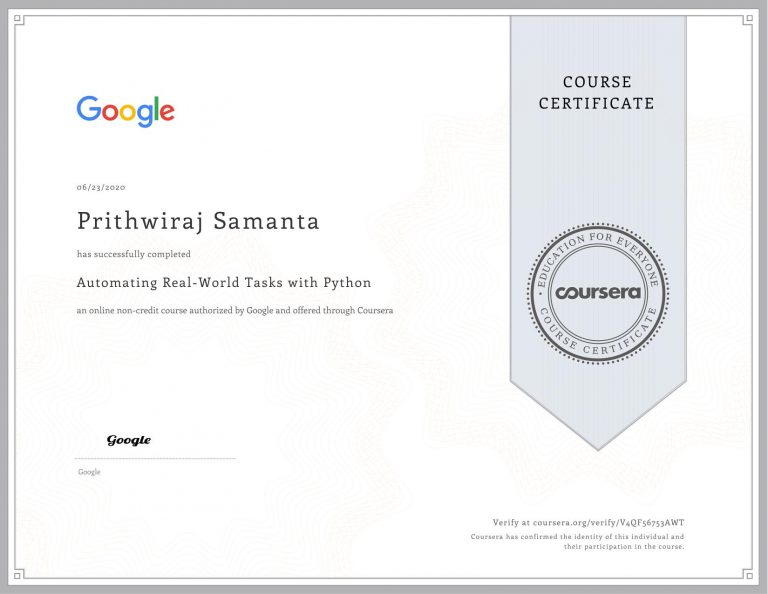 Google
COURSE
CERTIFICATE
06/23/2020
Prithwiraj Samanta
has successfully completed
Automating Real-World Tasks with Python
an online non-credit course authorized by Google and offered through Coursera
EDUCATION FOR EVERYONE
coursera
COURSE CERTIFICATE
Google
Google
Verify at coursera.org/verify/V4QF56753AWT
Coursera has confirmed the identity of this individual and
their participation in the course.